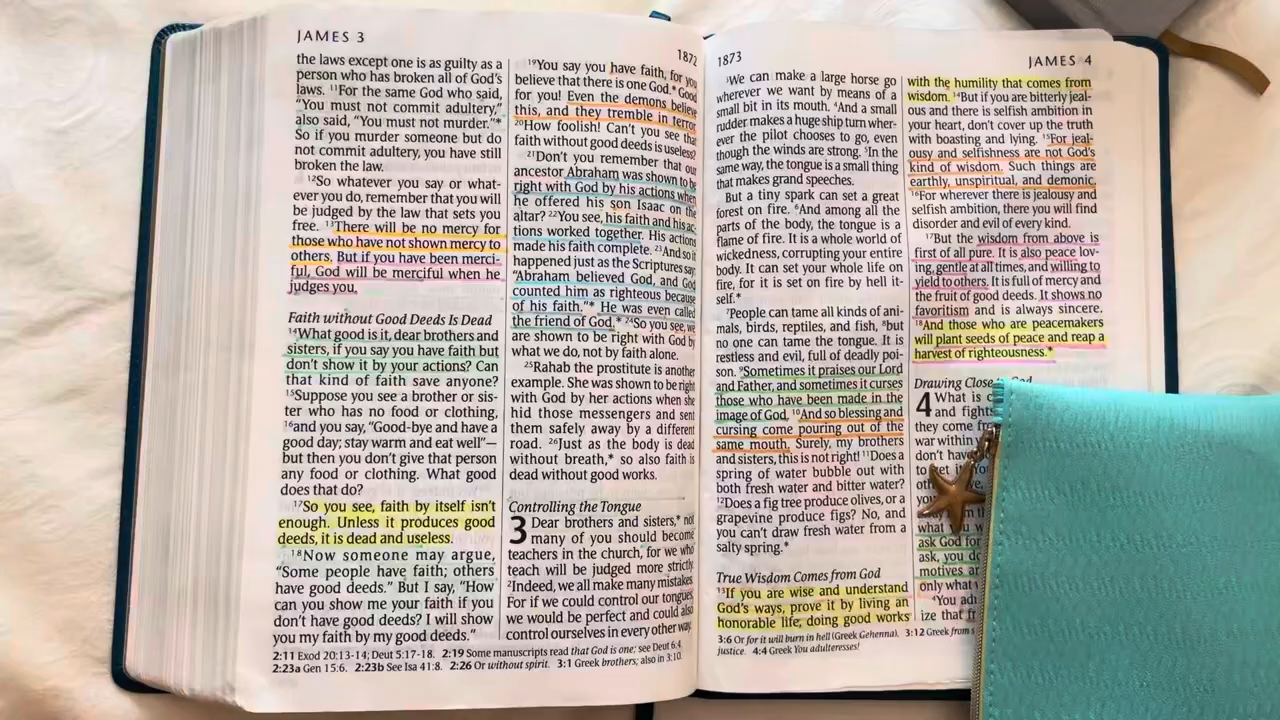 JAMES 3
1872
the laws except one is as guilty as a
person who has broken all of God's
laws. ¹¹For the same God who said,
"You must not commit adultery,"
also said, "You must not murder."*
So if you murder someone but do
not commit adultery, you have still
broken the law.
¹²So whatever you say or what-
ever you do, remember that you will
be judged by the law that sets you
free. ¹³There will be no mercy for
those who have not shown mercy to
others. But if you have been merci-
ful, God will be merciful when he
judges you.
Faith without Good Deeds Is Dead
¹⁴What good is it, dear brothers and
sisters, if you say you have faith but
don't show it by your actions? Can
that kind of faith save anyone?
¹⁵Suppose you see a brother or sis-
ter who has no food or clothing,
¹⁶and you say, "Good-bye and have a
good day; stay warm and eat well"—
but then you don't give that person
any food or clothing. What good
does that do?
¹⁷So you see, faith by itself isn't
enough. Unless it produces good
deeds, it is dead and useless.
¹⁸Now someone may argue,
"Some people have faith; others
have good deeds." But I say, "How
can you show me your faith if you
don't have good deeds? I will show
you my faith by my good deeds."
¹⁹You say you have faith, for you
believe that there is one God.* Good
for you! Even the demons believe
this, and they tremble in terror.
²⁰How foolish! Can't you see that
faith without good deeds is useless?
²¹Don't you remember that our
ancestor Abraham was shown to be
right with God by his actions when
he offered his son Isaac on the
altar? ²²You see, his faith and his ac-
tions worked together. His actions
made his faith complete. ²³And so it
happened just as the Scriptures say:
"Abraham believed God, and God
counted him as righteous because
of his faith."* He was even called
the friend of God.* ²⁴So you see, we
are shown to be right with God by
what we do, not by faith alone.
²⁵Rahab the prostitute is another
example. She was shown to be right
with God by her actions when she
hid those messengers and sent
them safely away by a different
road. ²⁶Just as the body is dead
without breath,* so also faith is
dead without good works.
Controlling the Tongue
3 Dear brothers and sisters,* not
many of you should become
teachers in the church, for we who
teach will be judged more strictly.
²Indeed, we all make many mistakes.
For if we could control our tongues,
we would be perfect and could also
control ourselves in every other way.
2:11 Exod 20:13-14; Deut 5:17-18. 2:19 Some manuscripts read that God is one; see Deut 6:4.
2:23a Gen 15:6. 2:23b See Isa 41:8. 2:26 Or without spirit. 3:1 Greek brothers; also in 3:10.
1873
JAMES 4
³We can make a large horse go
wherever we want by means of a
small bit in its mouth. ⁴And a small
rudder makes a huge ship turn wher-
ever the pilot chooses to go, even
though the winds are strong. ⁵In the
same way, the tongue is a small thing
that makes grand speeches.
But a tiny spark can set a great
forest on fire. ⁶And among all the
parts of the body, the tongue is a
flame of fire. It is a whole world of
wickedness, corrupting your entire
body. It can set your whole life on
fire, for it is set on fire by hell it-
self.*
⁷People can tame all kinds of ani-
mals, birds, reptiles, and fish, ⁸but
no one can tame the tongue. It is
restless and evil, full of deadly poi-
son. ⁹Sometimes it praises our Lord
and Father, and sometimes it curses
those who have been made in the
image of God. ¹⁰And so blessing and
cursing come pouring out of the
same mouth. Surely, my brothers
and sisters, this is not right! ¹¹Does a
spring of water bubble out with
both fresh water and bitter water?
¹²Does a fig tree produce olives, or a
grapevine produce figs? No, and
you can't draw fresh water from a
salty spring.*
True Wisdom Comes from God
¹³If you are wise and understand
God's ways, prove it by living an
honorable life, doing good works
with the humility that comes from
wisdom. ¹⁴But if you are bitterly jeal-
ous and there is selfish ambition in
your heart, don't cover up the truth
with boasting and lying. ¹⁵For jeal-
ousy and selfishness are not God's
kind of wisdom. Such things are
earthly, unspiritual, and demonic.
¹⁶For wherever there is jealousy and
selfish ambition, there you will find
disorder and evil of every kind.
¹⁷But the wisdom from above is
first of all pure. It is also peace lov-
ing, gentle at all times, and willing to
yield to others. It is full of mercy and
the fruit of good deeds. It shows no
favoritism and is always sincere.
¹⁸And those who are peacemakers
will plant seeds of peace and reap a
harvest of righteousness.*
Drawing Close
4 What is
and fights
they come
war within
don't have
to get it
you
what
ask God for
ask, you
motives
only what
"You
ize that
3:6 Or for it will burn in hell (Greek Gehenna). 3:12 Greek from
justice. 4:4 Greek You adulteresses!